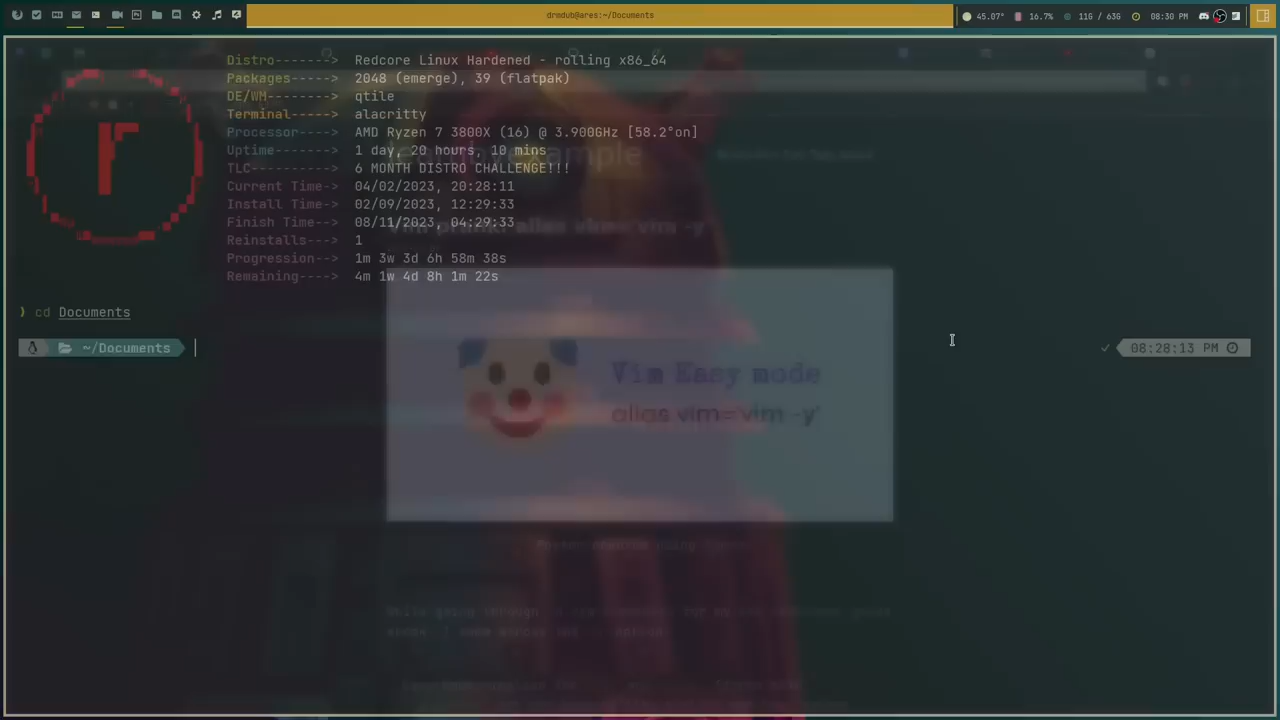 drmdub@ares:~/Documents
45.07° 16.7% 11G / 63G 08:30 PM
Distro-------> Redcore Linux Hardened - rolling x86_64
Packages-----> 2048 (emerge), 39 (flatpak)
DE/WM--------> qtile
Terminal-----> alacritty
Processor----> AMD Ryzen 7 3800X (16) @ 3.900GHz [58.2°on]
Uptime-------> 1 day, 20 hours, 10 mins
TLC----------> 6 MONTH DISTRO CHALLENGE!!!
Current Time-> 04/02/2023, 20:28:11
Install Time-> 02/09/2023, 12:29:33
Finish Time--> 08/11/2023, 04:29:33
Reinstalls---> 1
Progression--> 1m 3w 3d 6h 58m 38s
Remaining----> 4m 1w 4d 8h 1m 22s
Vim prank: alias vim='vim -y'
❯ cd Documents
~/Documents
08:28:13 PM
Vim Easy mode
alias vim='vim -y'